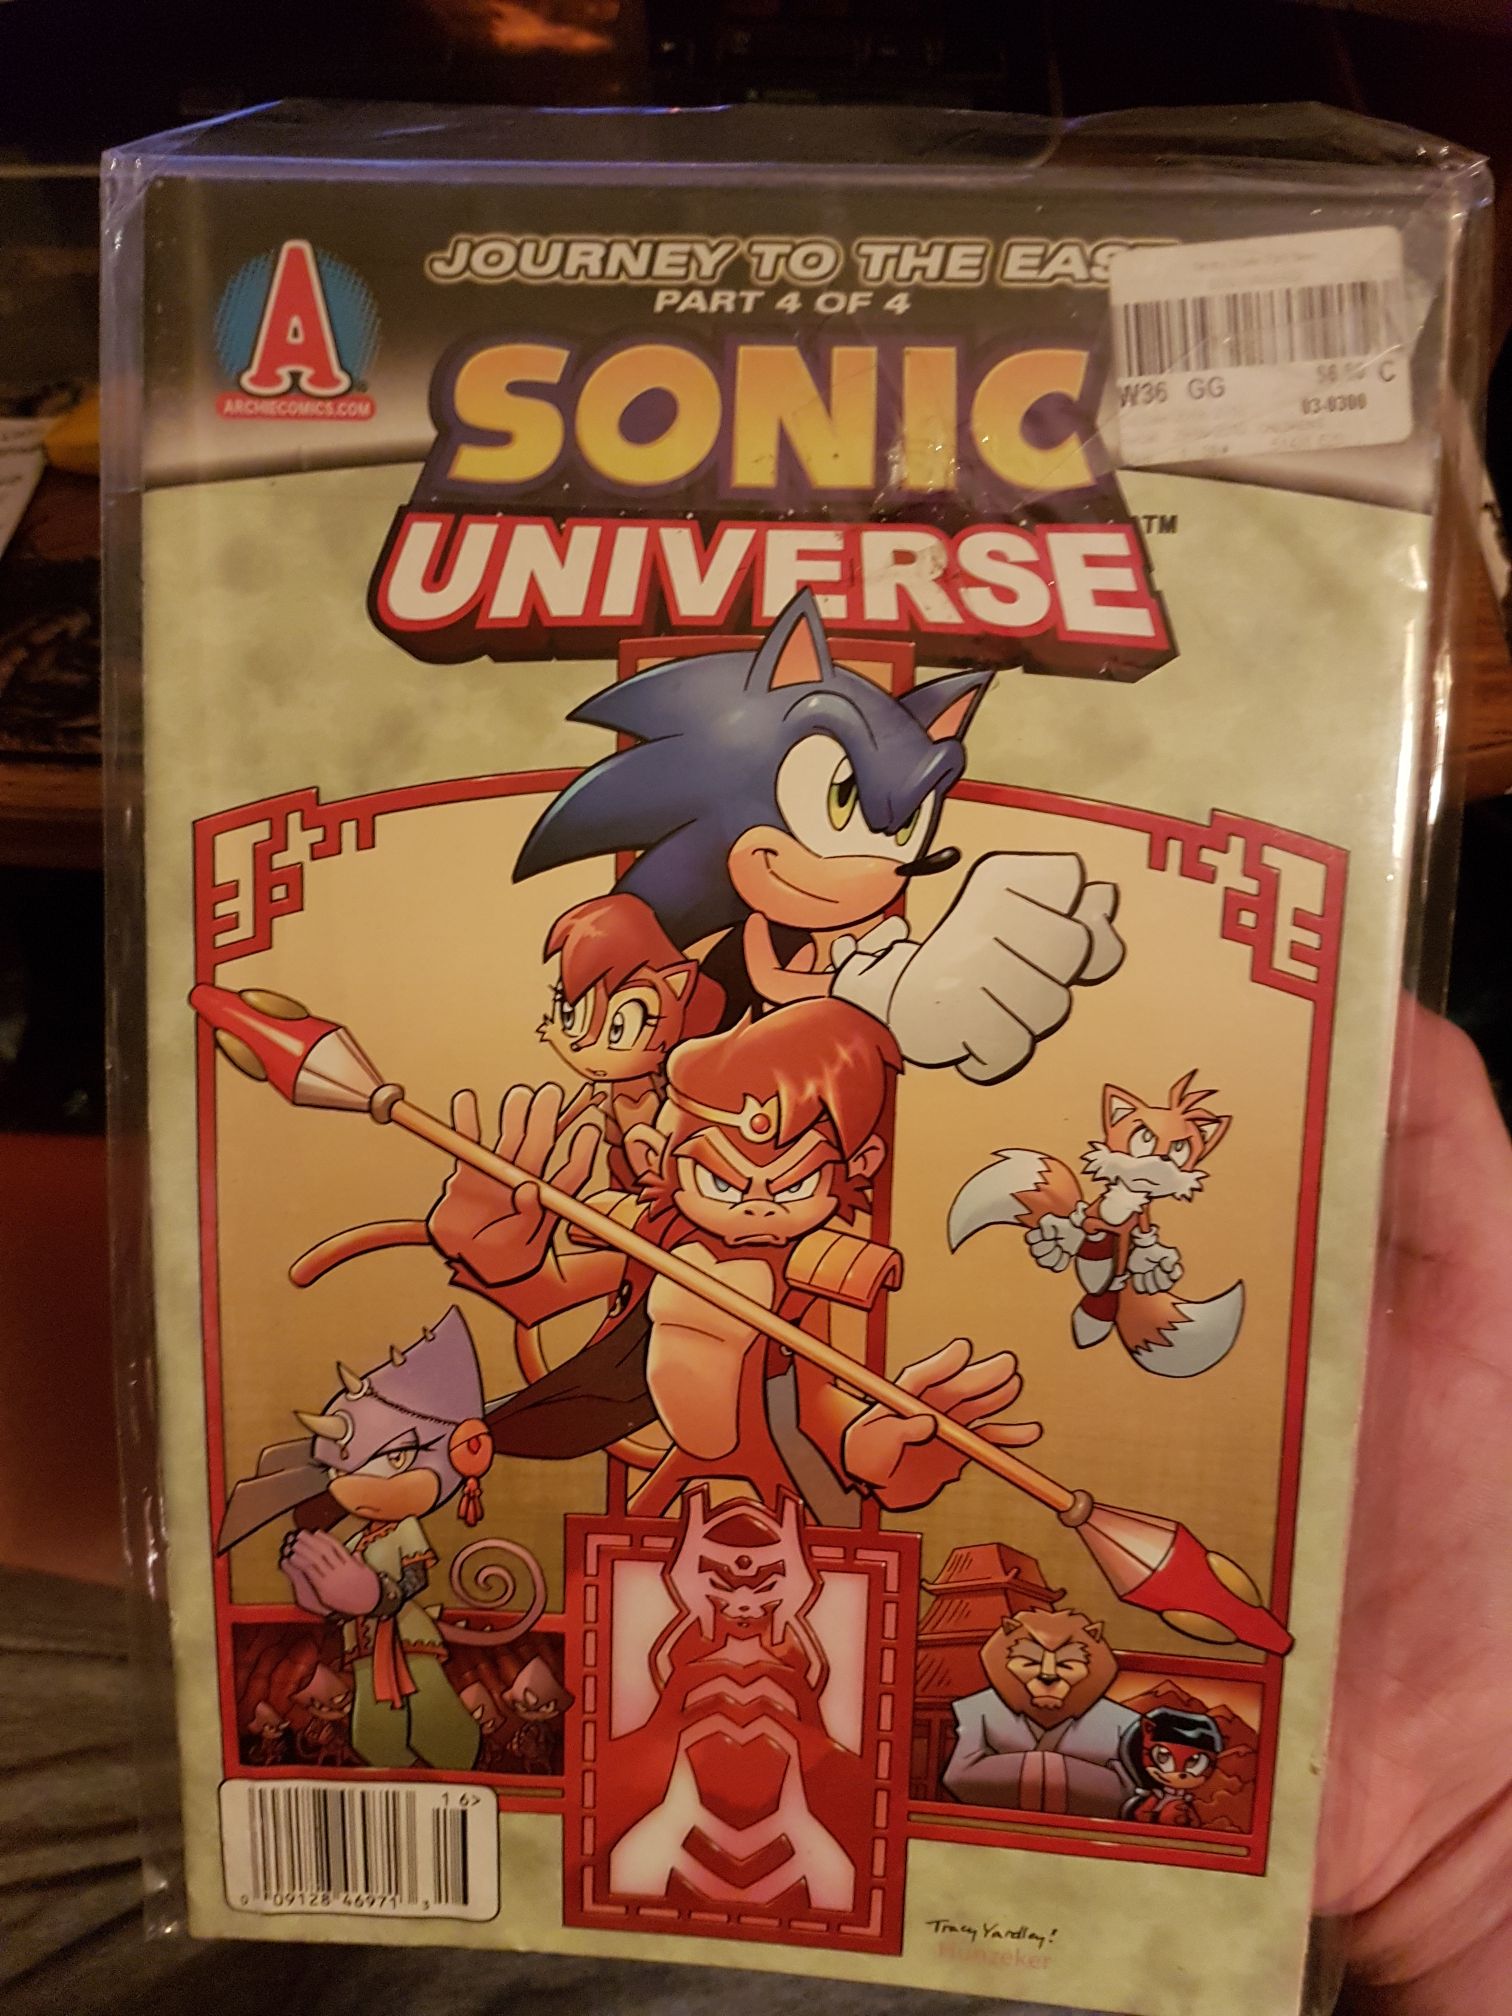 JOURNEY TO THE EAS
PART 4 OF 4
A
ARCHIECOMICS.COM
SONIC
UNIVERSE
TM
W36 GG
C
03-0300
16>
0 09128 46971 3
Tracy Yardley!
Hunzeker